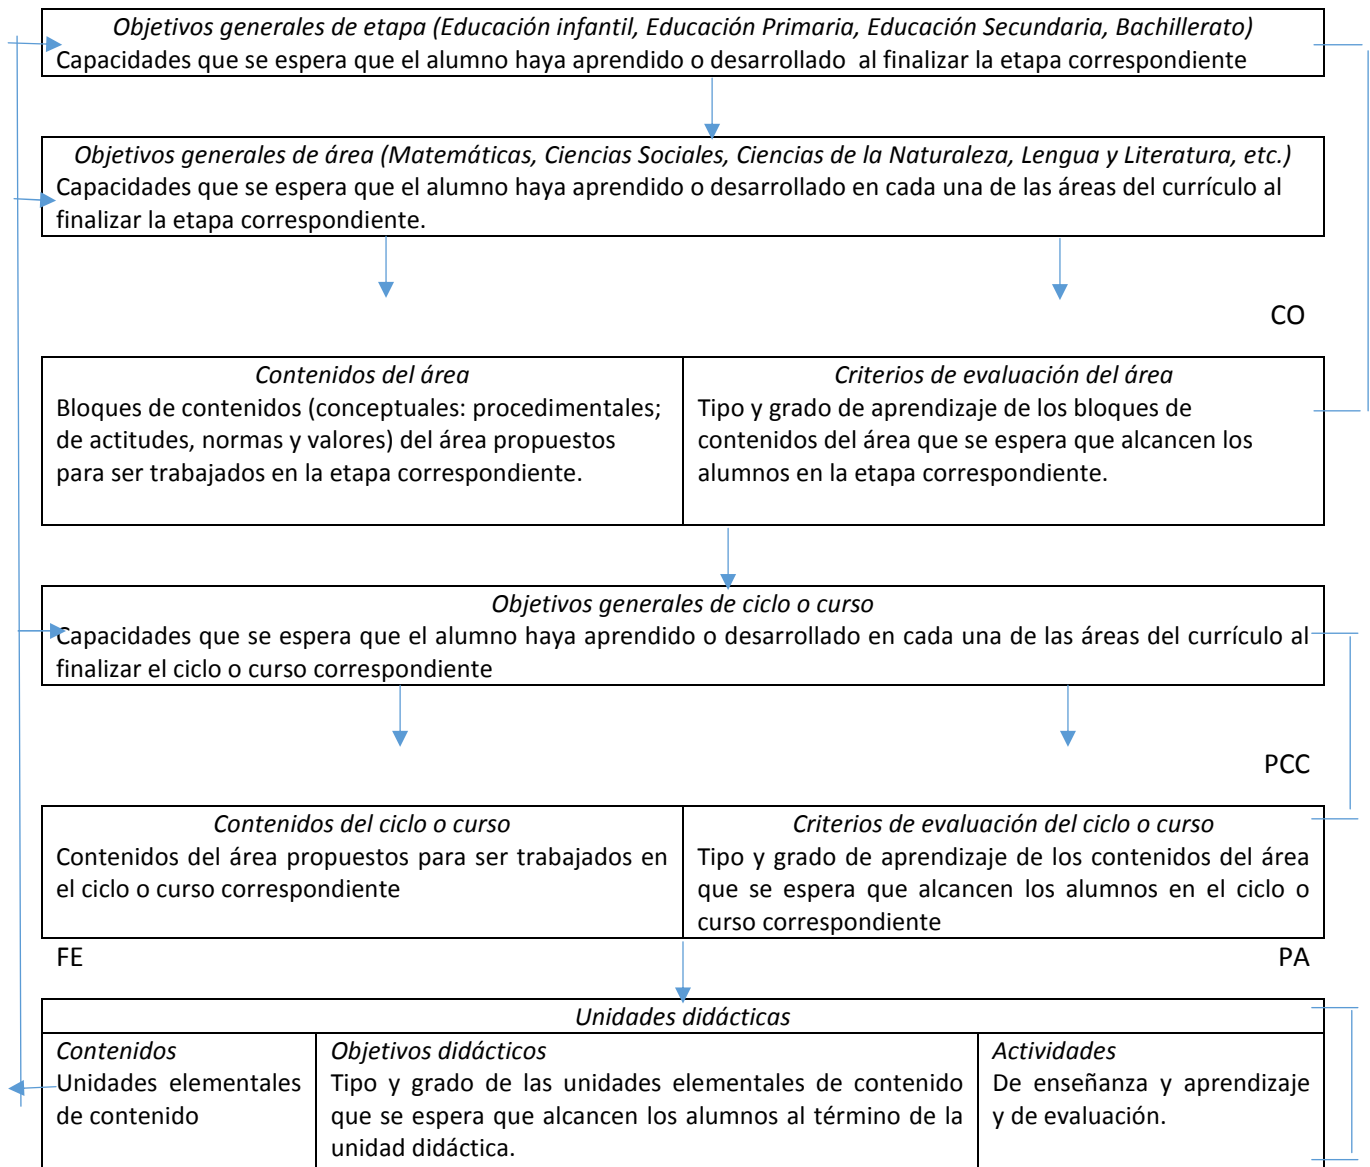 Objetivos generales de etapa (Educación infantil, Educación Primaria, Educación Secundaria, Bachillerato)
Capacidades que se espera que el alumno haya aprendido o desarrollado al finalizar la etapa correspondiente
Objetivos generales de área (Matemáticas, Ciencias Sociales, Ciencias de la Naturaleza, Lengua y Literatura, etc.)
Capacidades que se espera que el alumno haya aprendido o desarrollado en cada una de las áreas del currículo al
finalizar la etapa correspondiente.
CO
Contenidos del área
Bloques de contenidos (conceptuales: procedimentales;
de actitudes, normas y valores) del área propuestos
para ser trabajados en la etapa correspondiente.
Criterios de evaluación del área
Tipo y grado de aprendizaje de los bloques de
contenidos del área que se espera que alcancen los
alumnos en la etapa correspondiente.
Objetivos generales de ciclo o curso
Capacidades que se espera que el alumno haya aprendido o desarrollado en cada una de las áreas del currículo al
finalizar el ciclo o curso correspondiente
PCC
Contenidos del ciclo o curso
Contenidos del área propuestos para ser trabajados en
el ciclo o curso correspondiente
Criterios de evaluación del ciclo o curso
Tipo y grado de aprendizaje de los contenidos del área
que se espera que alcancen los alumnos en el ciclo o
curso correspondiente
FE
PA
Unidades didácticas
Contenidos
Unidades elementales
de contenido
Objetivos didácticos
Tipo y grado de las unidades elementales de contenido
que se espera que alcancen los alumnos al término de la
unidad didáctica.
Actividades
De enseñanza y aprendizaje
y de evaluación.